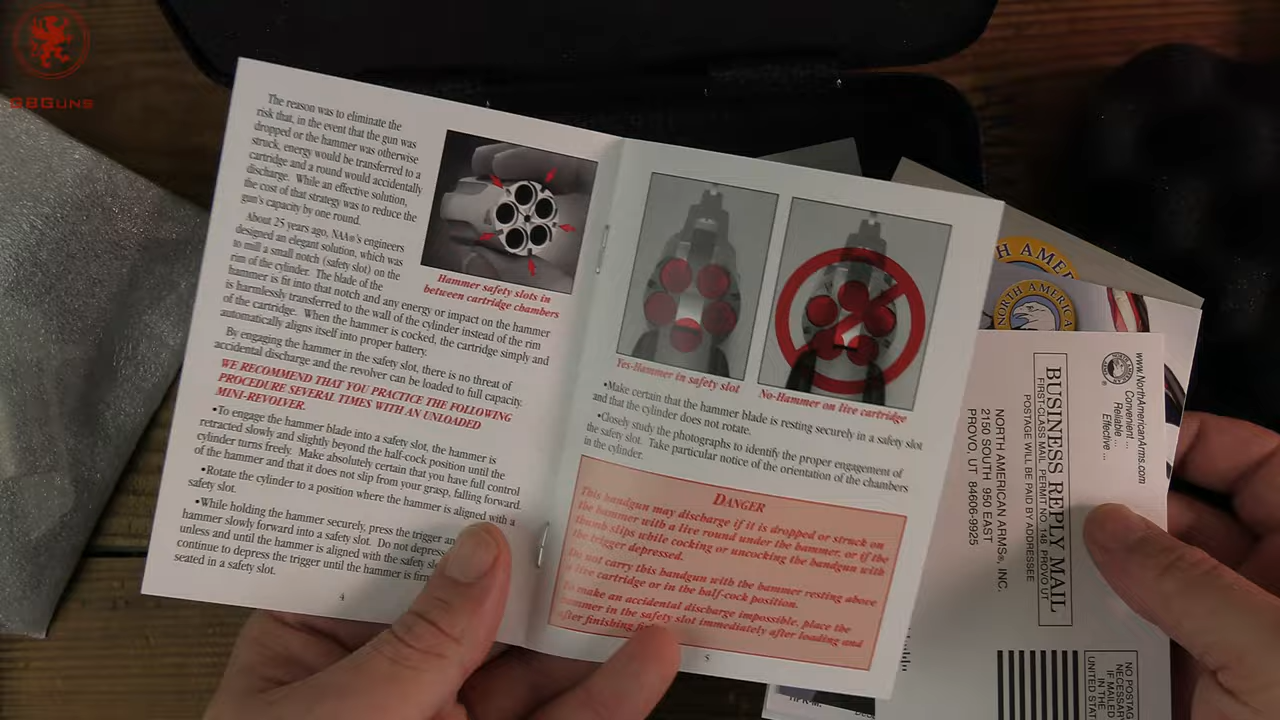 98GUNS
The reason was to eliminate the
risk that, in the event that the gun was
dropped or the hammer was otherwise
struck, energy would be transferred to a
cartridge and a round would accidentally
discharge. While an effective solution,
the cost of that strategy was to reduce the
gun's capacity by one round.
About 25 years ago, NAA®'s engineers
designed an elegant solution, which was
to mill a small notch (safety slot) on the
rim of the cylinder. The blade of the
hammer is fit into that notch and any energy or impact on the hammer
is harmlessly transferred to the wall of the cylinder instead of the rim
of the cartridge. When the hammer is cocked, the cartridge simply and
automatically aligns itself into proper battery.
By engaging the hammer in the safety slot, there is no threat of
accidental discharge and the revolver can be loaded to full capacity.
WE RECOMMEND THAT YOU PRACTICE THE FOLLOWING
PROCEDURE SEVERAL TIMES WITH AN UNLOADED
MINI-REVOLVER.
•To engage the hammer blade into a safety slot, the hammer is
retracted slowly and slightly beyond the half-cock position until the
cylinder turns freely. Make absolutely certain that you have full control
of the hammer and that it does not slip from your grasp, falling forward.
•Rotate the cylinder to a position where the hammer is aligned with a
safety slot.
•While holding the hammer securely, press the trigger
hammer slowly forward into a safety slot. Do not
unless and until the hammer is aligned with the safety
continue to depress the trigger until the hammer is
seated in a safety slot.
4
Hammer safety slots in
between cartridge chambers
Yes-Hammer in safety slot
No-Hammer on live cartridge
•Make certain that the hammer blade is resting securely in a safety slot
and that the cylinder does not rotate.
•Closely study the photographs to identify the proper engagement of
the safety slot. Take particular notice of the orientation of the chambers
in the cylinder.
DANGER
This handgun may discharge if it is dropped or struck on
the hammer with a live round under the hammer, or if the
thumb slips while cocking or uncocking the handgun with
the trigger depressed.
Do not carry this handgun with the hammer resting above
a live cartridge or in the half-cock position.
To make an accidental discharge impossible, place the
hammer in the safety slot immediately after loading and
after finishing
5
NORTH AMERICA
www.NorthAmericanArms.com
Convenient ...
Reliable ...
Effective ...
BUSINESS REPLY MAIL
FIRST-CLASS MAIL PERMIT NO. 148 PROVO UT
POSTAGE WILL BE PAID BY ADDRESSEE
NORTH AMERICAN ARMS®, INC.
2150 SOUTH 950 EAST
PROVO, UT 84606-9925
NO POSTAG
NECESSAR
IF MAILED
IN THE
UNITED STAT